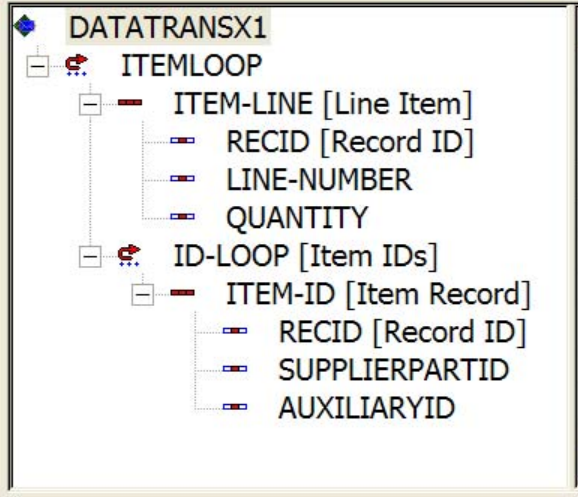 DATATRANSX1
ITEMLOOP
ITEM-LINE [Line Item]
RECID [Record ID]
LINE-NUMBER
QUANTITY
ID-LOOP [Item IDs]
ITEM-ID [Item Record]
RECID [Record ID]
SUPPLIERPARTID
AUXILIARYID